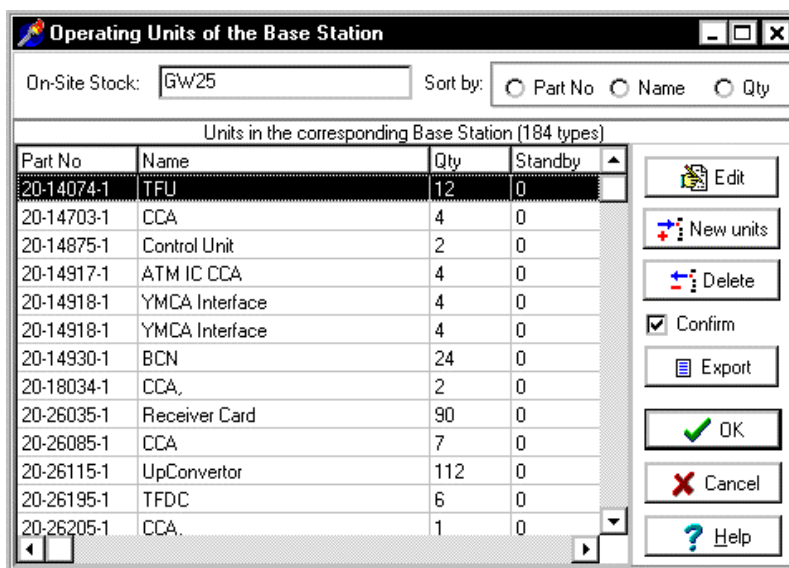 Operating Units of the Base Station
On-Site Stock: GW25 Sort by: Part No Name Qty
Units in the corresponding Base Station (184 types)
Part No Name Qty Standby
20-14074-1 TFU 12 0
20-14703-1 CCA 4 0
20-14875-1 Control Unit 2 0
20-14917-1 ATM IC CCA 4 0
20-14918-1 YMCA Interface 4 0
20-14918-1 YMCA Interface 4 0
20-14930-1 BCN 24 0
20-18034-1 CCA, 2 0
20-26035-1 Receiver Card 90 0
20-26085-1 CCA 7 0
20-26115-1 UpConvertor 112 0
20-26195-1 TFDC 6 0
20-26205-1 CCA, 1 0
Edit
New units
Delete
Confirm
Export
OK
Cancel
Help